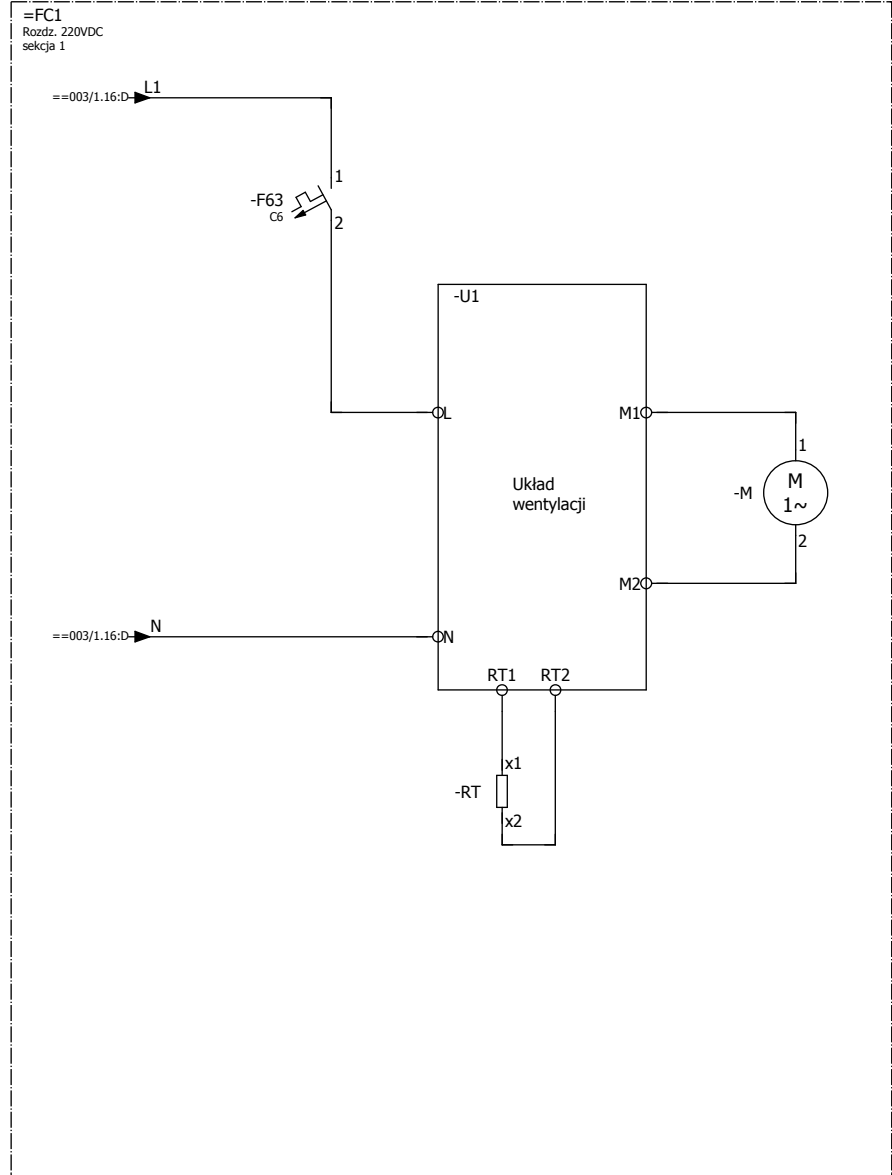 =FC1
Rozdz. 220VDC
sekcja 1
==003/1.16:D
L1
1
-F63
C6
2
-U1
L
M1
1
Układ
wentylacji
-M
M
1~
2
M2
==003/1.16:D
N
N
RT1
RT2
x1
-RT
x2